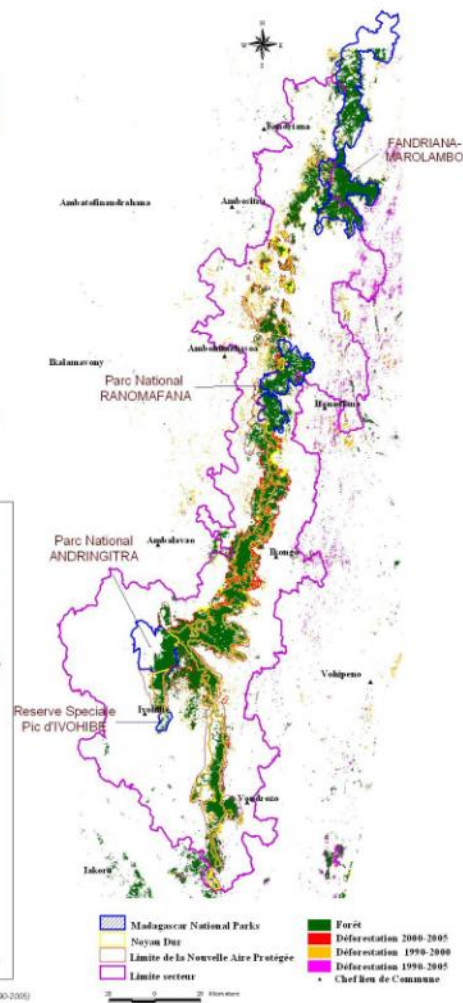 N
W E
S
Fandriana
FANDRIANA-
MAROLAMBO
Ambatofinandrahana
Ambositra
Ikalamavony
Ambohimahasoa
Parc National
RANOMAFANA
Parc National
ANDRINGITRA
Ambalavao
Ikongo
Vohipeno
Reserve Speciale
Pic d'IVOHIBE
Ivohibe
Vondrozo
Iakora
Madagascar National Parks
Noyau Dur
Limite de la Nouvelle Aire Protégée
Limite secteur
Forêt
Déforestation 2000-2005
Déforestation 1990-2000
Déforestation 1990-2005
Chef lieu de Commune
90-2005)
20 0 20 Kilometers